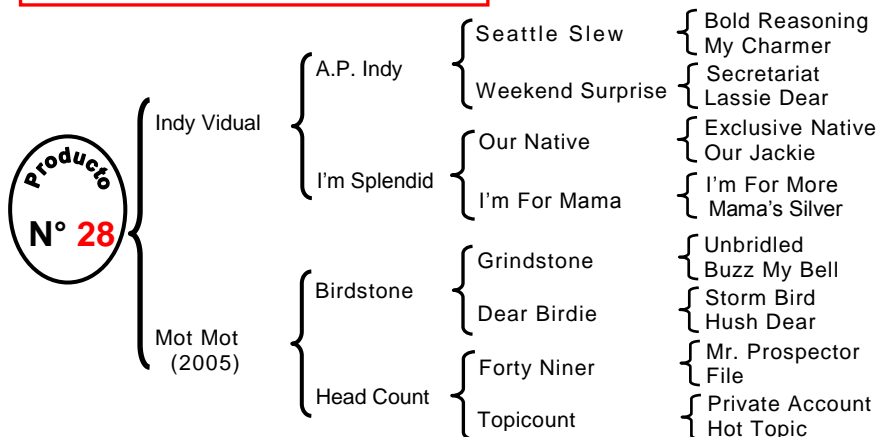 Producto
N° 28
Indy Vidual
Mot Mot
(2005)
A.P. Indy
I'm Splendid
Birdstone
Head Count
Seattle Slew
Weekend Surprise
Our Native
I'm For Mama
Grindstone
Dear Birdie
Forty Niner
Topicount
Bold Reasoning
My Charmer
Secretariat
Lassie Dear
Exclusive Native
Our Jackie
I'm For More
Mama's Silver
Unbridled
Buzz My Bell
Storm Bird
Hush Dear
Mr. Prospector
File
Private Account
Hot Topic